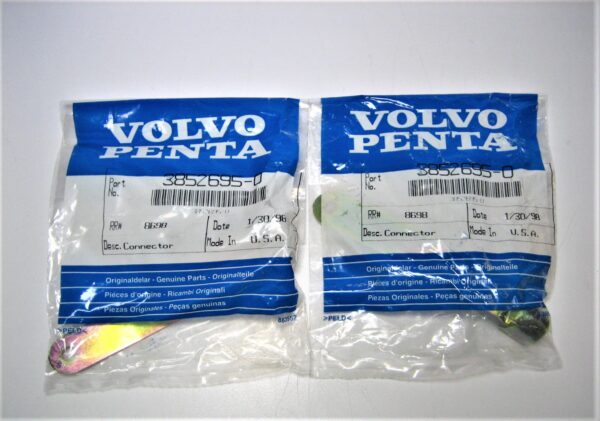 VOLVO
PENTA
Part
No.
3852695-0
RR# 8698 Date 1/30/98
Desc. Connector Made In U.S.A.
Originaldelar - Genuine Parts - Originalteile
Pièces d'origine - Ricambi Originali
Piezas Originales - Peças genuinas
>PELD<
VOLVO
PENTA
Part
No.
3852695-0
RR# 8698 Date 1/30/98
Desc. Connector Made In U.S.A.
Originaldelar - Genuine Parts - Originalteile
Pièces d'origine - Ricambi Originali
Piezas Originales - Peças genuinas
>PELD<